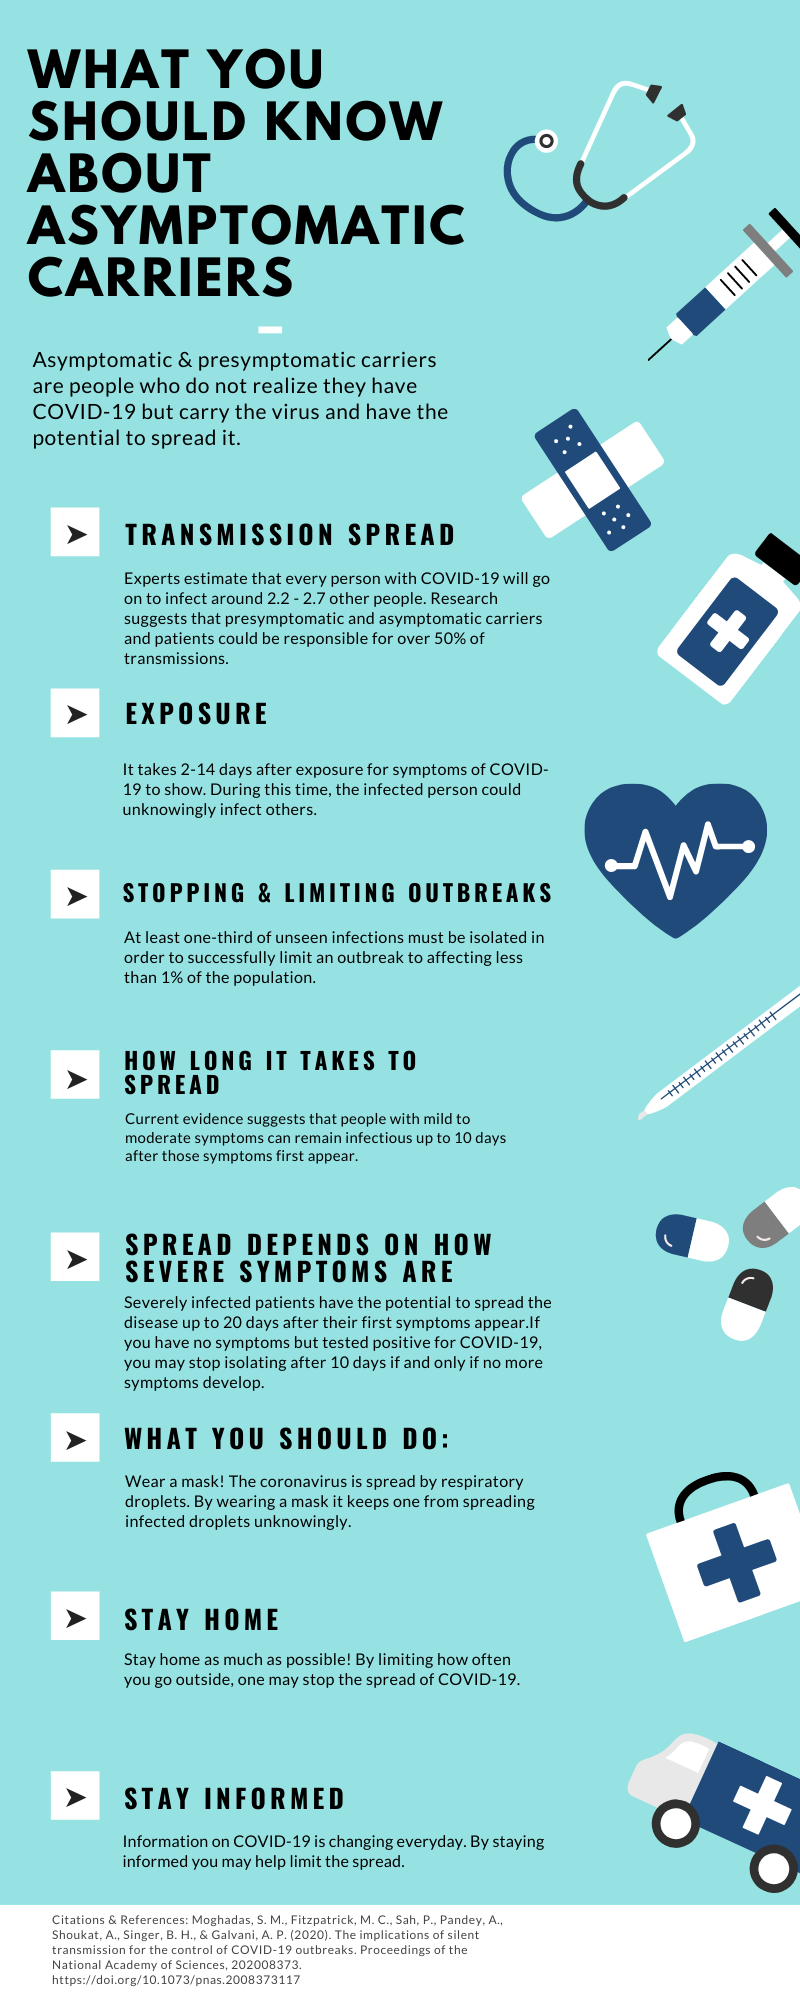 WHAT YOU
SHOULD KNOW
ABOUT
ASYMPTOMATIC
CARRIERS
Asymptomatic & presymptomatic carriers
are people who do not realize they have
COVID-19 but carry the virus and have the
potential to spread it.
TRANSMISSION SPREAD
Experts estimate that every person with COVID-19 will go
on to infect around 2.2 - 2.7 other people. Research
suggests that presymptomatic and asymptomatic carriers
and patients could be responsible for over 50% of
transmissions.
EXPOSURE
It takes 2-14 days after exposure for symptoms of COVID-
19 to show. During this time, the infected person could
unknowingly infect others.
STOPPING & LIMITING OUTBREAKS
At least one-third of unseen infections must be isolated in
order to successfully limit an outbreak to affecting less
than 1% of the population.
HOW LONG IT TAKES TO
SPREAD
Current evidence suggests that people with mild to
moderate symptoms can remain infectious up to 10 days
after those symptoms first appear.
SPREAD DEPENDS ON HOW
SEVERE SYMPTOMS ARE
Severely infected patients have the potential to spread the
disease up to 20 days after their first symptoms appear.If
you have no symptoms but tested positive for COVID-19,
you may stop isolating after 10 days if and only if no more
symptoms develop.
WHAT YOU SHOULD DO:
Wear a mask! The coronavirus is spread by respiratory
droplets. By wearing a mask it keeps one from spreading
infected droplets unknowingly.
STAY HOME
Stay home as much as possible! By limiting how often
you go outside, one may stop the spread of COVID-19.
STAY INFORMED
Information on COVID-19 is changing everyday. By staying
informed you may help limit the spread.
Citations & References: Moghadas, S. M., Fitzpatrick, M. C., Sah, P., Pandey, A.,
Shoukat, A., Singer, B. H., & Galvani, A. P. (2020). The implications of silent
transmission for the control of COVID-19 outbreaks. Proceedings of the
National Academy of Sciences, 202008373.
https://doi.org/10.1073/pnas.2008373117